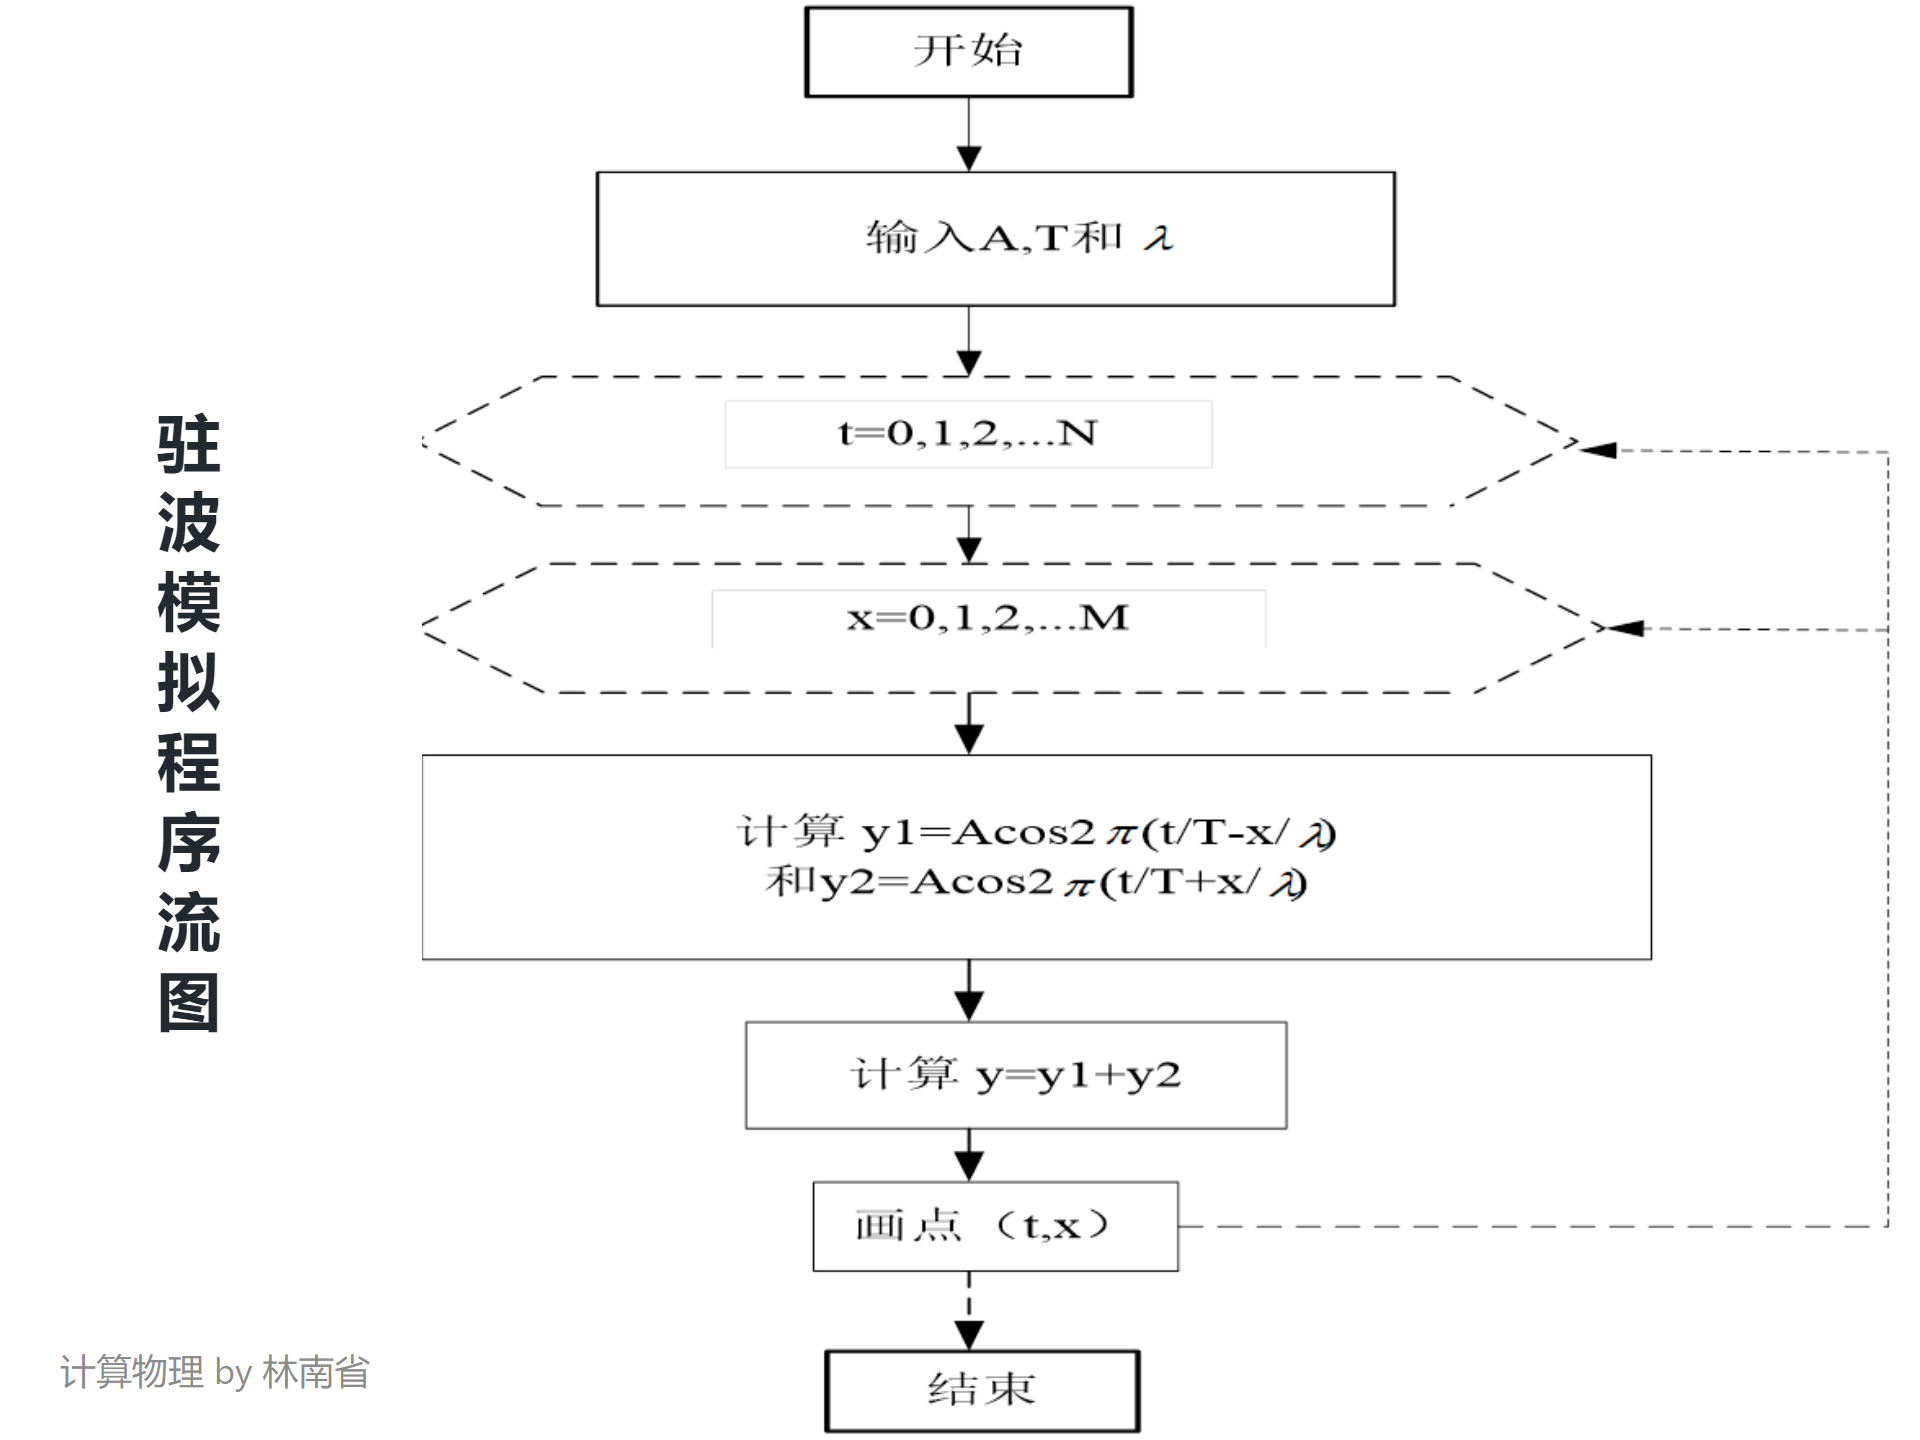 驻波模拟程序流图
开始
输入A,T和 λ
t=0,1,2,...N
x=0,1,2,...M
计算 y1=Acos2π(t/T-x/λ)
和y2=Acos2π(t/T+x/λ)
计算 y=y1+y2
画点（t,x）
结束
计算物理 by 林南省